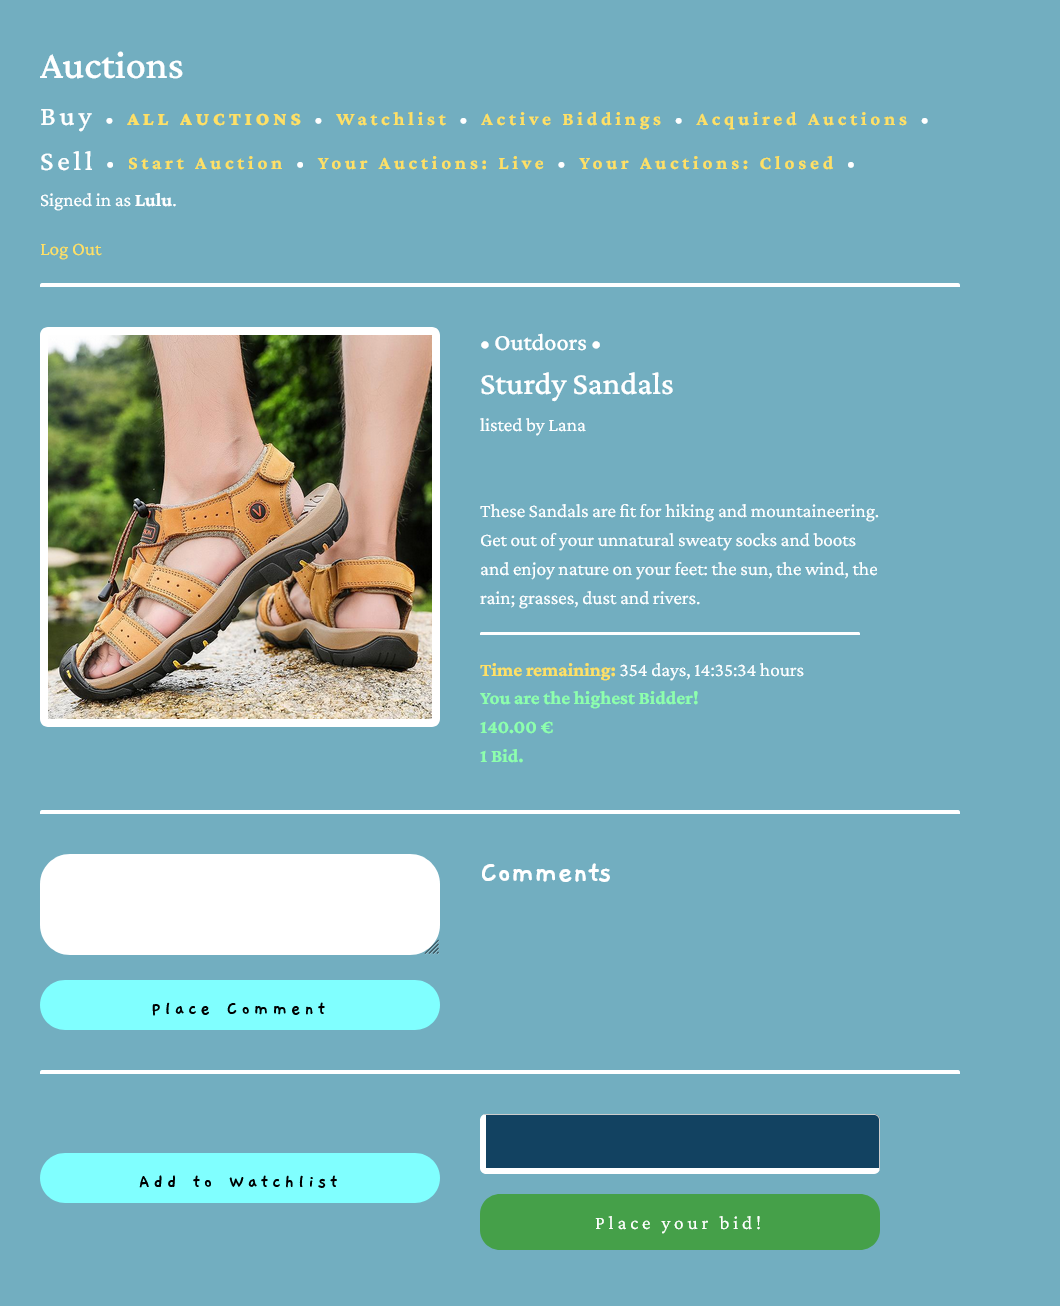 Auctions
Buy • ALL AUCTIONS • Watchlist • Active Biddings • Acquired Auctions •
Sell • Start Auction • Your Auctions: Live • Your Auctions: Closed •
Signed in as Lulu.
Log Out
• Outdoors •
Sturdy Sandals
listed by Lana
These Sandals are fit for hiking and mountaineering.
Get out of your unnatural sweaty socks and boots
and enjoy nature on your feet: the sun, the wind, the
rain; grasses, dust and rivers.
Time remaining: 354 days, 14:35:34 hours
You are the highest Bidder!
140.00 €
1 Bid.
Comments
Place Comment
Add to Watchlist
Place your bid!